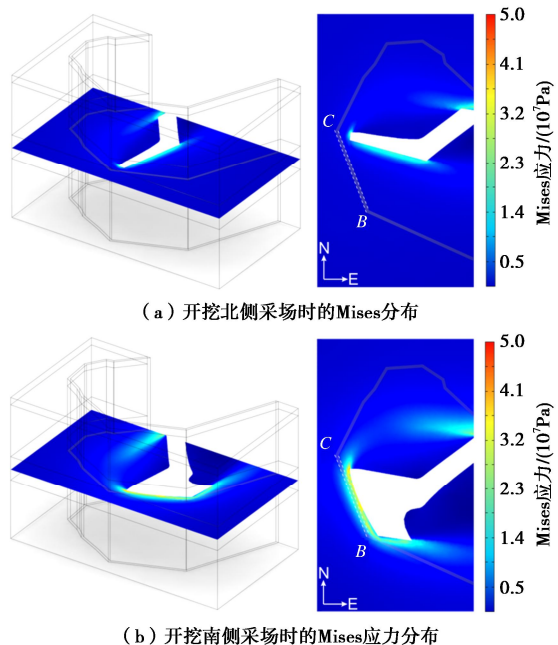 5.0
4.1
3.2
2.3
1.4
0.5
Mises应力/(10⁷Pa)
C
B
N
E
(a)开挖北侧采场时的Mises分布
5.0
4.1
3.2
2.3
1.4
0.5
Mises应力/(10⁷Pa)
C
B
N
E
(b)开挖南侧采场时的Mises应力分布